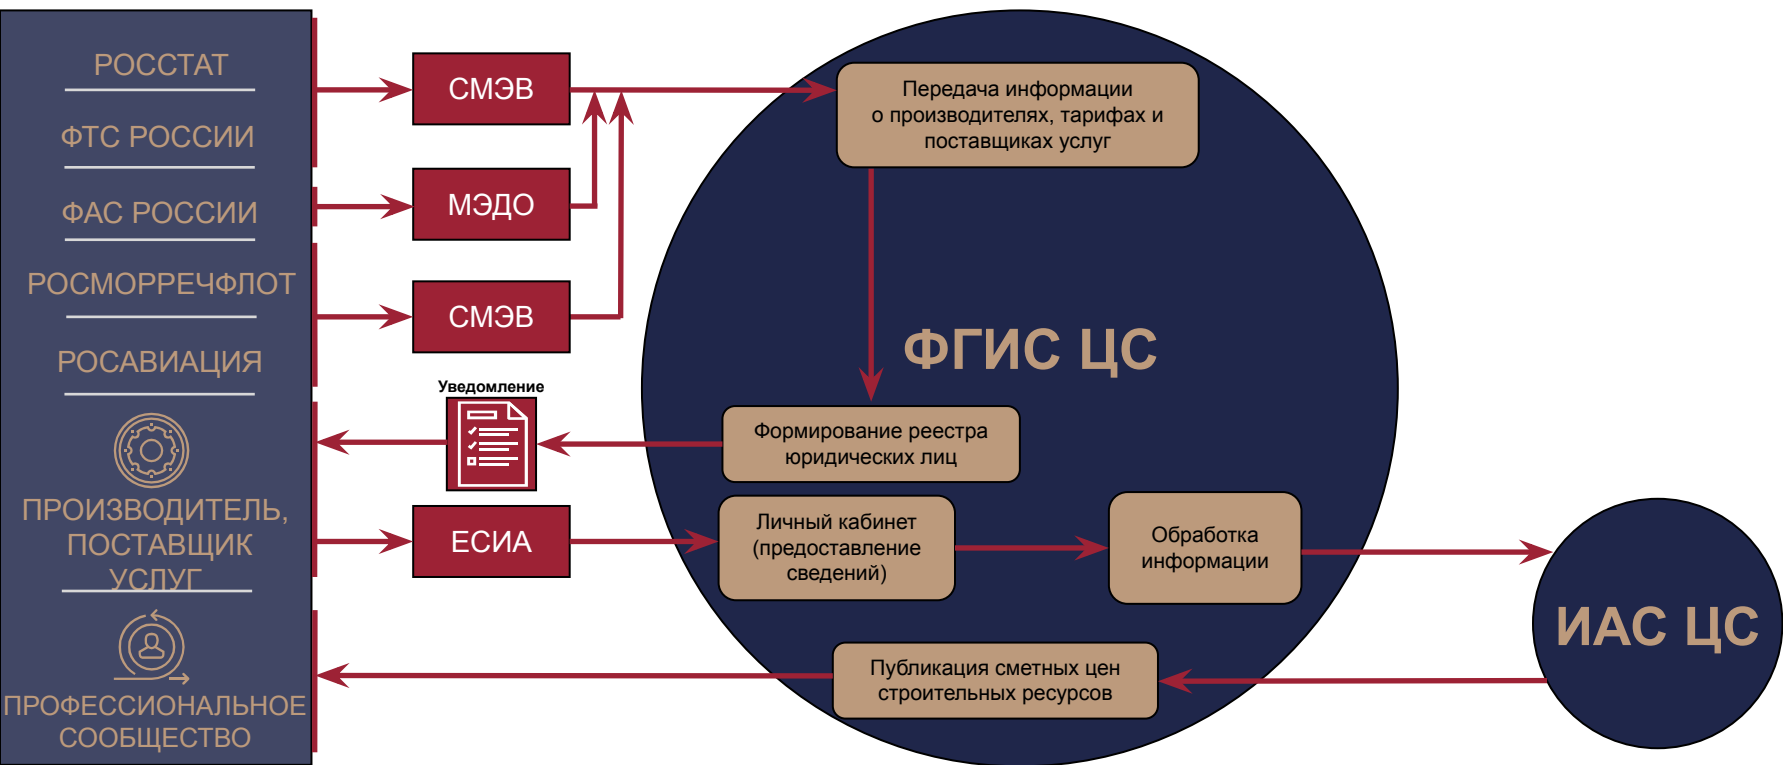 РОССТАТ
ФТС РОССИИ
ФАС РОССИИ
РОСМОРРЕЧФЛОТ
РОСАВИАЦИЯ
ПРОИЗВОДИТЕЛЬ,
ПОСТАВЩИК
УСЛУГ
ПРОФЕССИОНАЛЬНОЕ
СООБЩЕСТВО
СМЭВ
МЭДО
СМЭВ
Уведомление
ЕСИА
Передача информации
о производителях, тарифах и
поставщиках услуг
ФГИС ЦС
Формирование реестра
юридических лиц
Личный кабинет
(предоставление
сведений)
Обработка
информации
Публикация сметных цен
строительных ресурсов
ИАС ЦС